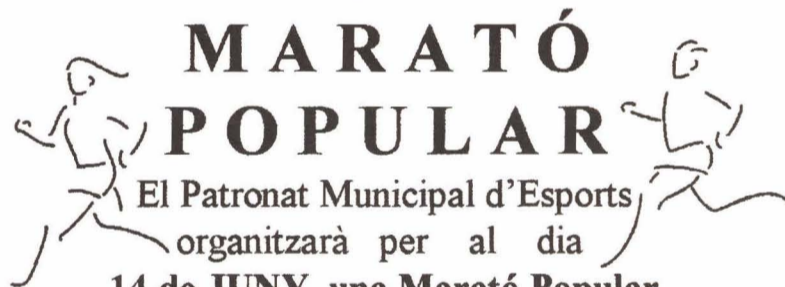 MARATÓ
POPULAR
El Patronat Municipal d'Esports
organitzarà per al dia
14 de JUNY, una Marató Popular